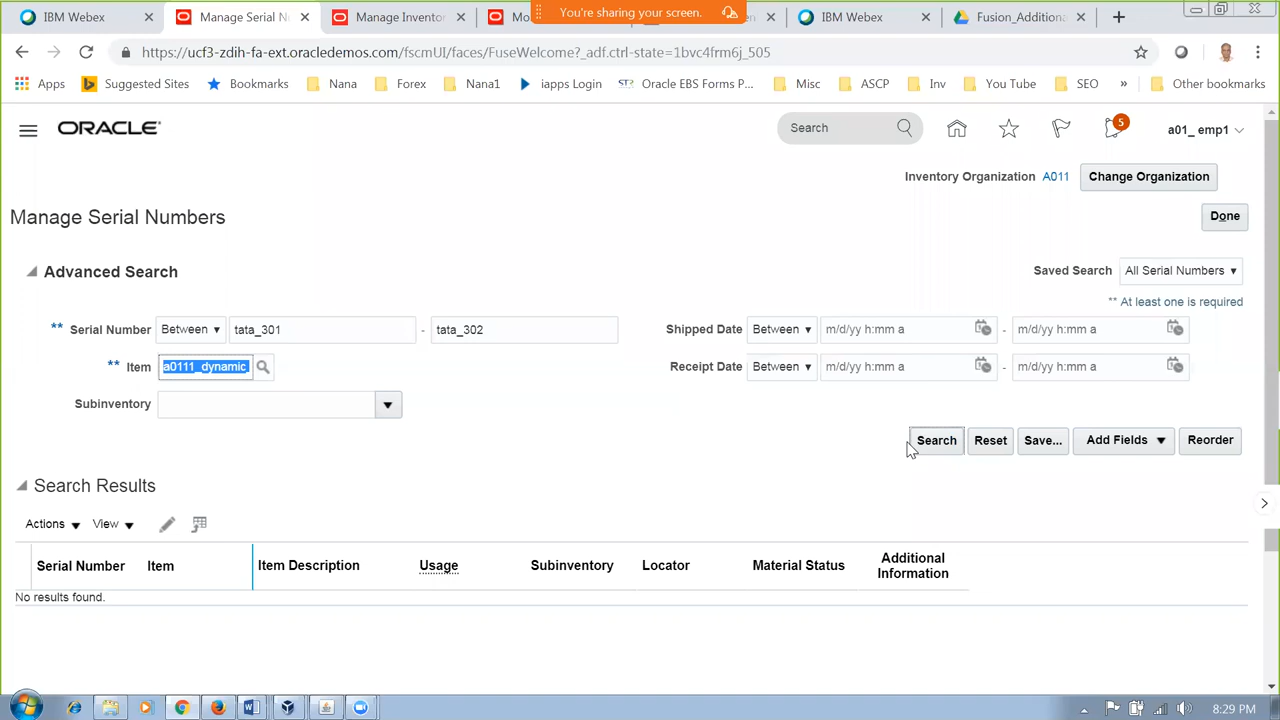 IBM Webex
Manage Serial N
Manage Inventor
Mo
You're sharing your screen.
IBM Webex
Fusion_Additiona
https://ucf3-zdih-fa-ext.oracledemos.com/fscmUI/faces/FuseWelcome?_adf.ctrl-state=1bvc4frm6j_505
Apps
Suggested Sites
Bookmarks
Nana
Forex
Nana1
iapps Login
Oracle EBS Forms P...
Misc
ASCP
Inv
You Tube
SEO
»
Other bookmarks
ORACLE
Search
5
a01_ emp1
Inventory Organization A011 Change Organization
Manage Serial Numbers
Done
Advanced Search
Saved Search All Serial Numbers
** At least one is required
** Serial Number Between tata_301 - tata_302
Shipped Date Between m/d/yy h:mm a - m/d/yy h:mm a
** Item a0111_dynamic
Receipt Date Between m/d/yy h:mm a - m/d/yy h:mm a
Subinventory
Search Reset Save... Add Fields Reorder
Search Results
Actions View
Serial Number Item Item Description Usage Subinventory Locator Material Status Additional Information
No results found.
8:29 PM